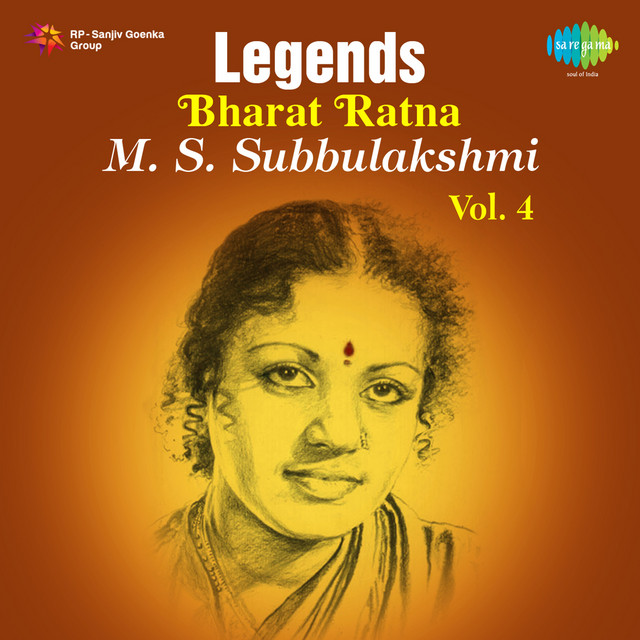 RP-Sanjiv Goenka
Group
sa re ga ma
soul of India
Legends
Bharat Ratna
M. S. Subbulakshmi
Vol. 4